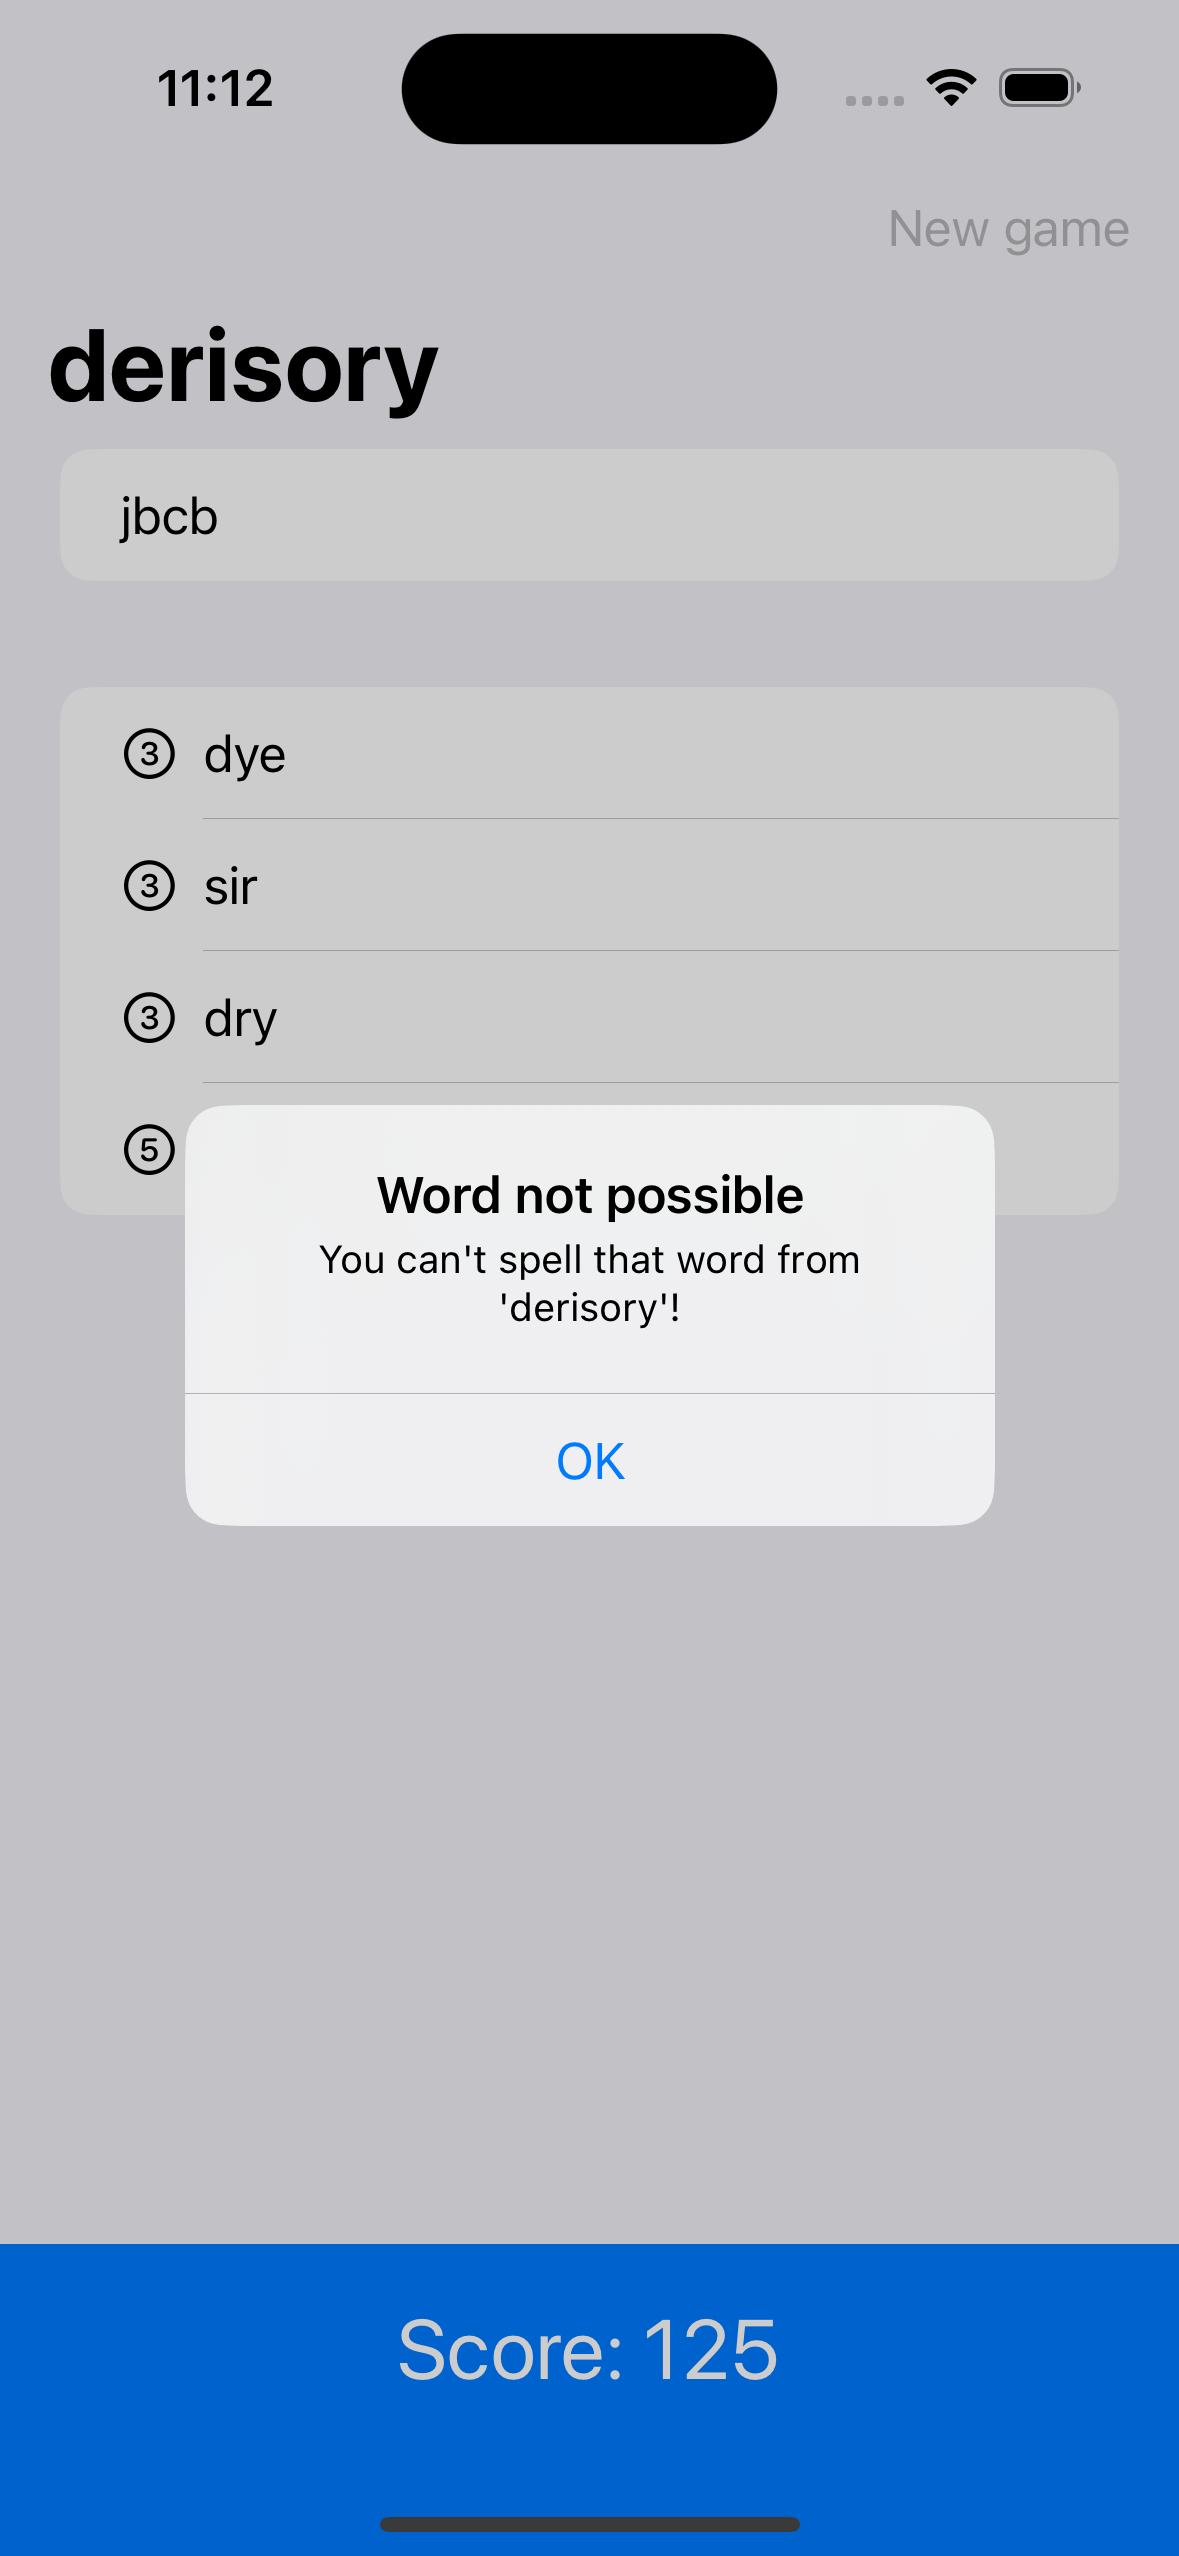 11:12
New game
derisory
jbcb
3 dye
3 sir
3 dry
5
Word not possible
You can't spell that word from
'derisory'!
OK
Score: 125